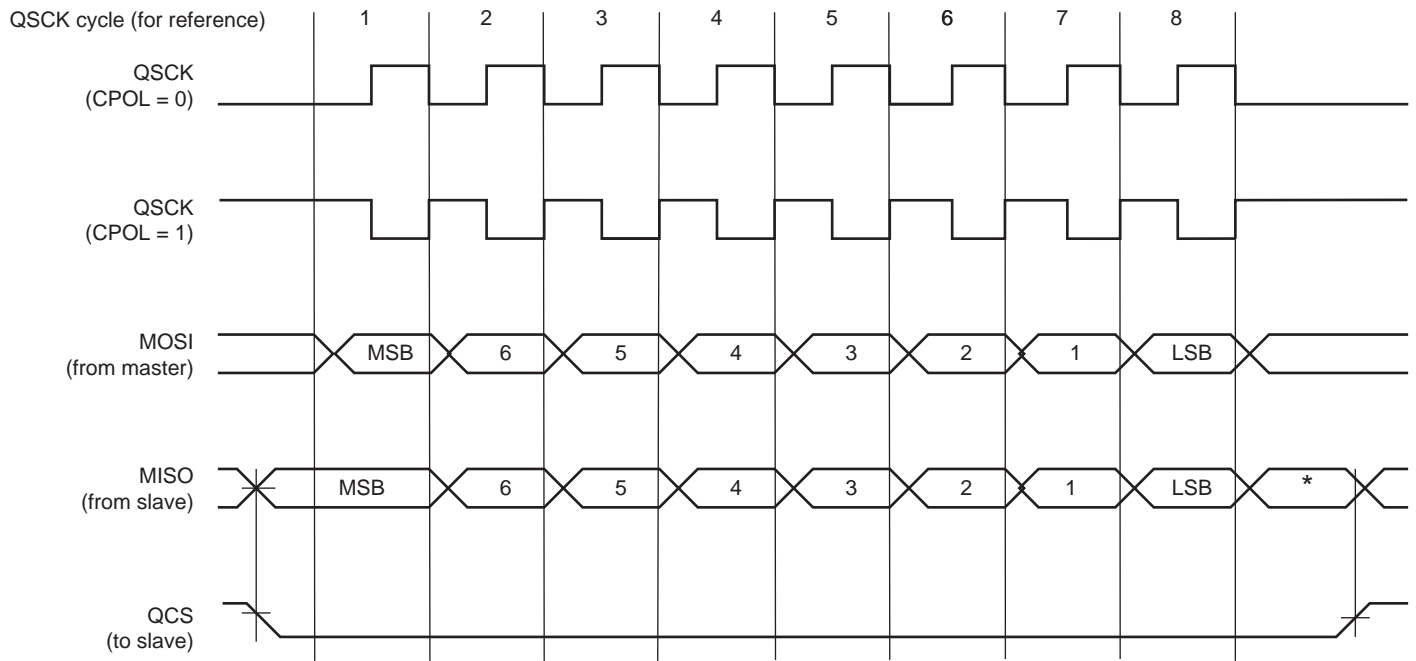 QSCK cycle (for reference) 1 2 3 4 5 6 7 8
QSCK
(CPOL = 0)
QSCK
(CPOL = 1)
MOSI
(from master)
MSB 6 5 4 3 2 1 LSB
MISO
(from slave)
MSB 6 5 4 3 2 1 LSB *
QCS
(to slave)